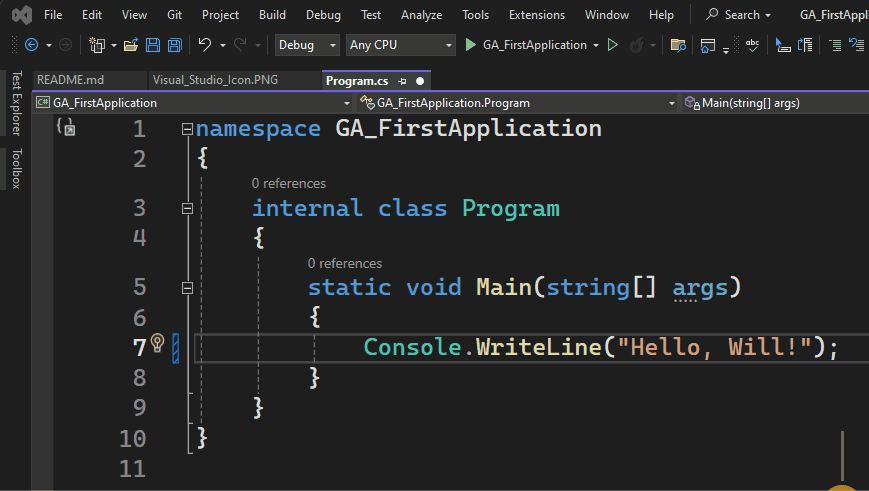 File Edit View Git Project Build Debug Test Analyze Tools Extensions Window Help Search GA_FirstAppl
Debug Any CPU GA_FirstApplication abc
README.md Visual_Studio_Icon.PNG Program.cs
C# GA_FirstApplication GA_FirstApplication.Program Main(string[] args)
Test Explorer
Toolbox
1 namespace GA_FirstApplication
2 {
0 references
3 internal class Program
4 {
0 references
5 static void Main(string[] args)
6 {
7 Console.WriteLine("Hello, Will!");
8 }
9 }
10 }
11